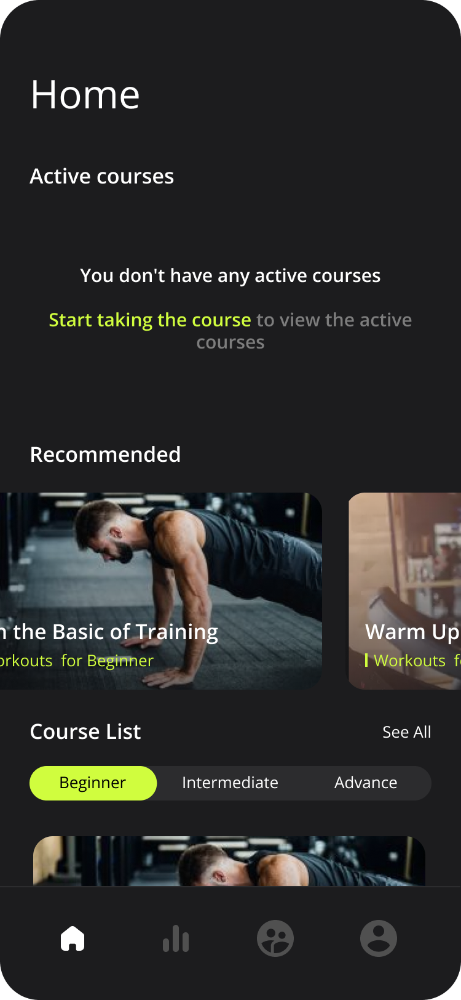 Home
Active courses
You don't have any active courses
Start taking the course to view the active
courses
Recommended
the Basic of Training
for Beginner
Warm Up
Workouts
Course List
See All
Beginner
Intermediate
Advance